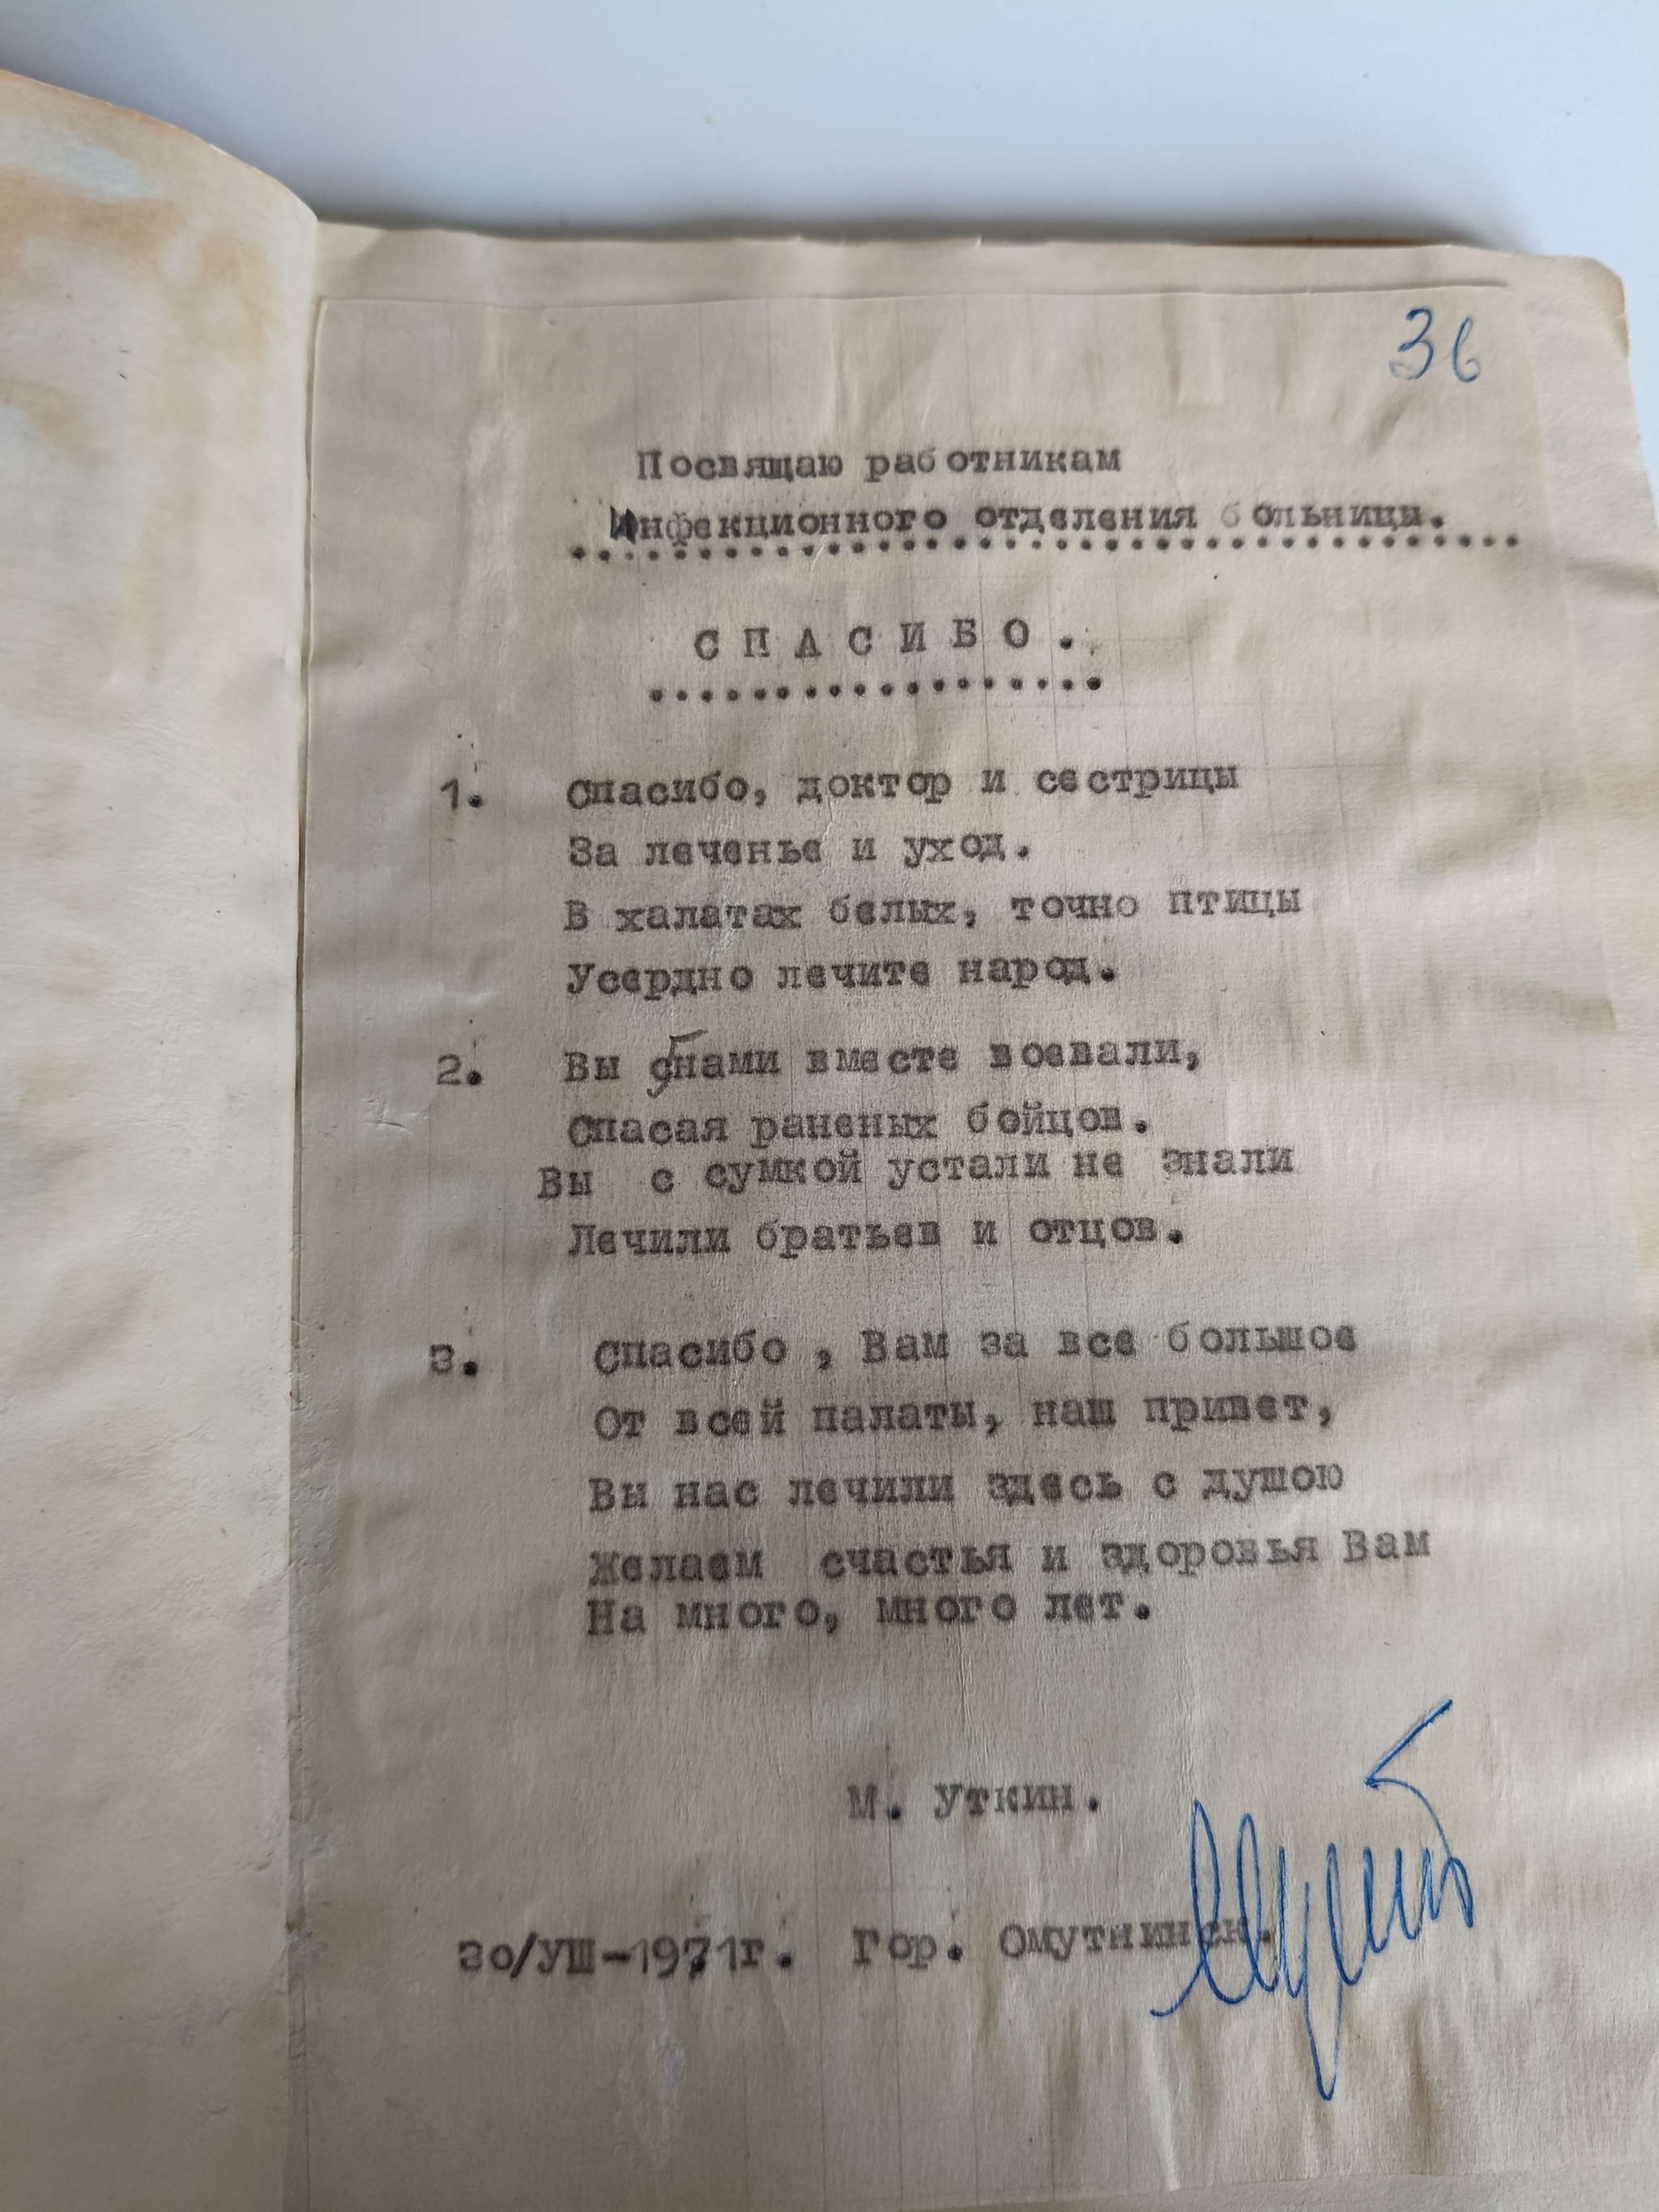 36
Посвящаю работникам
Инфекционного отделения больницы.
СПАСИБО.
1. Спасибо, доктор и сестрицы
За леченье и уход.
В халатах белых, точно птицы
Усердно лечите народ.
2. Вы с нами вместе воевали,
Спасая раненых бойцов.
Вы с сумкой устали не знали
Лечили братьев и отцов.
3. Спасибо , Вам за все большое
От всей палаты, наш привет,
Вы нас лечили здесь с душою
Желаем счастья и здоровья Вам
На много, много лет.
М. Уткин.
30/УШ-1971г. Гор. Омутнинск.